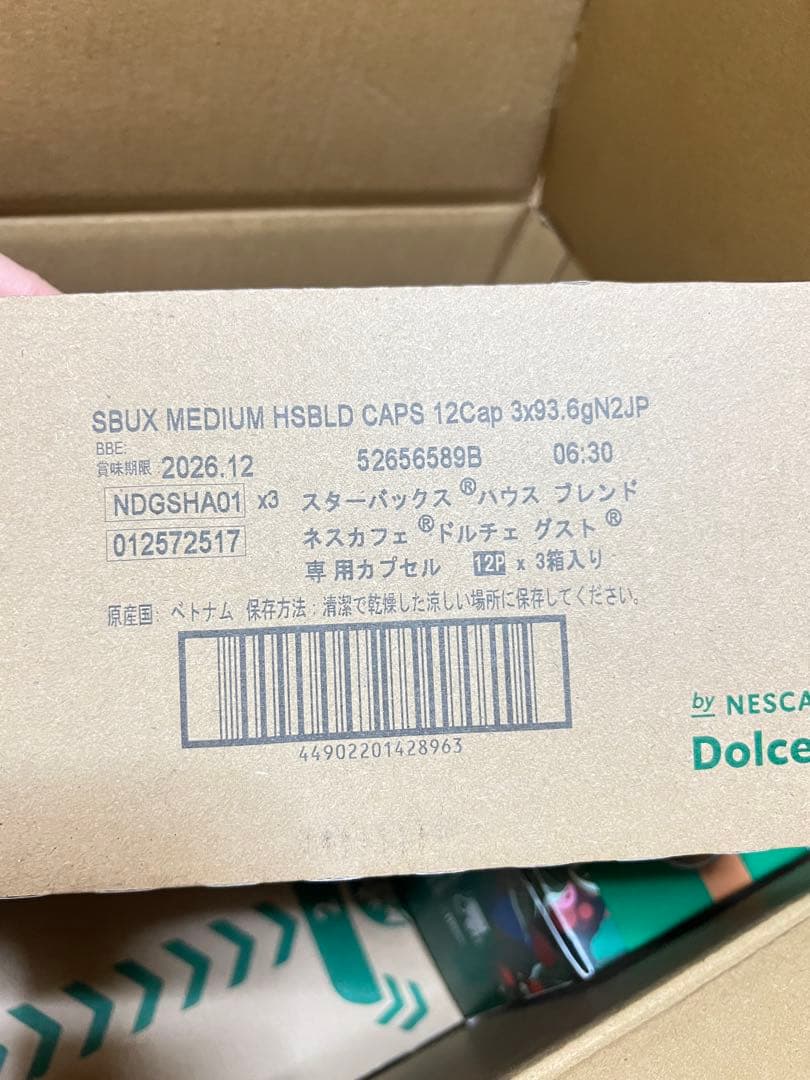 SBUX MEDIUM HSBLD CAPS 12Cap 3x93.6gN2JP
BBE:
賞味期限 2026.12 52656589B 06:30
NDGSHA01 x3 スターバックス®ハウス ブレンド
012572517 ネスカフェ®ドルチェ グスト®
専用カプセル 12P x 3箱入り
原産国: ベトナム 保存方法:清潔で乾燥した涼しい場所に保存してください。
44902201428963
by NESCA
Dolce